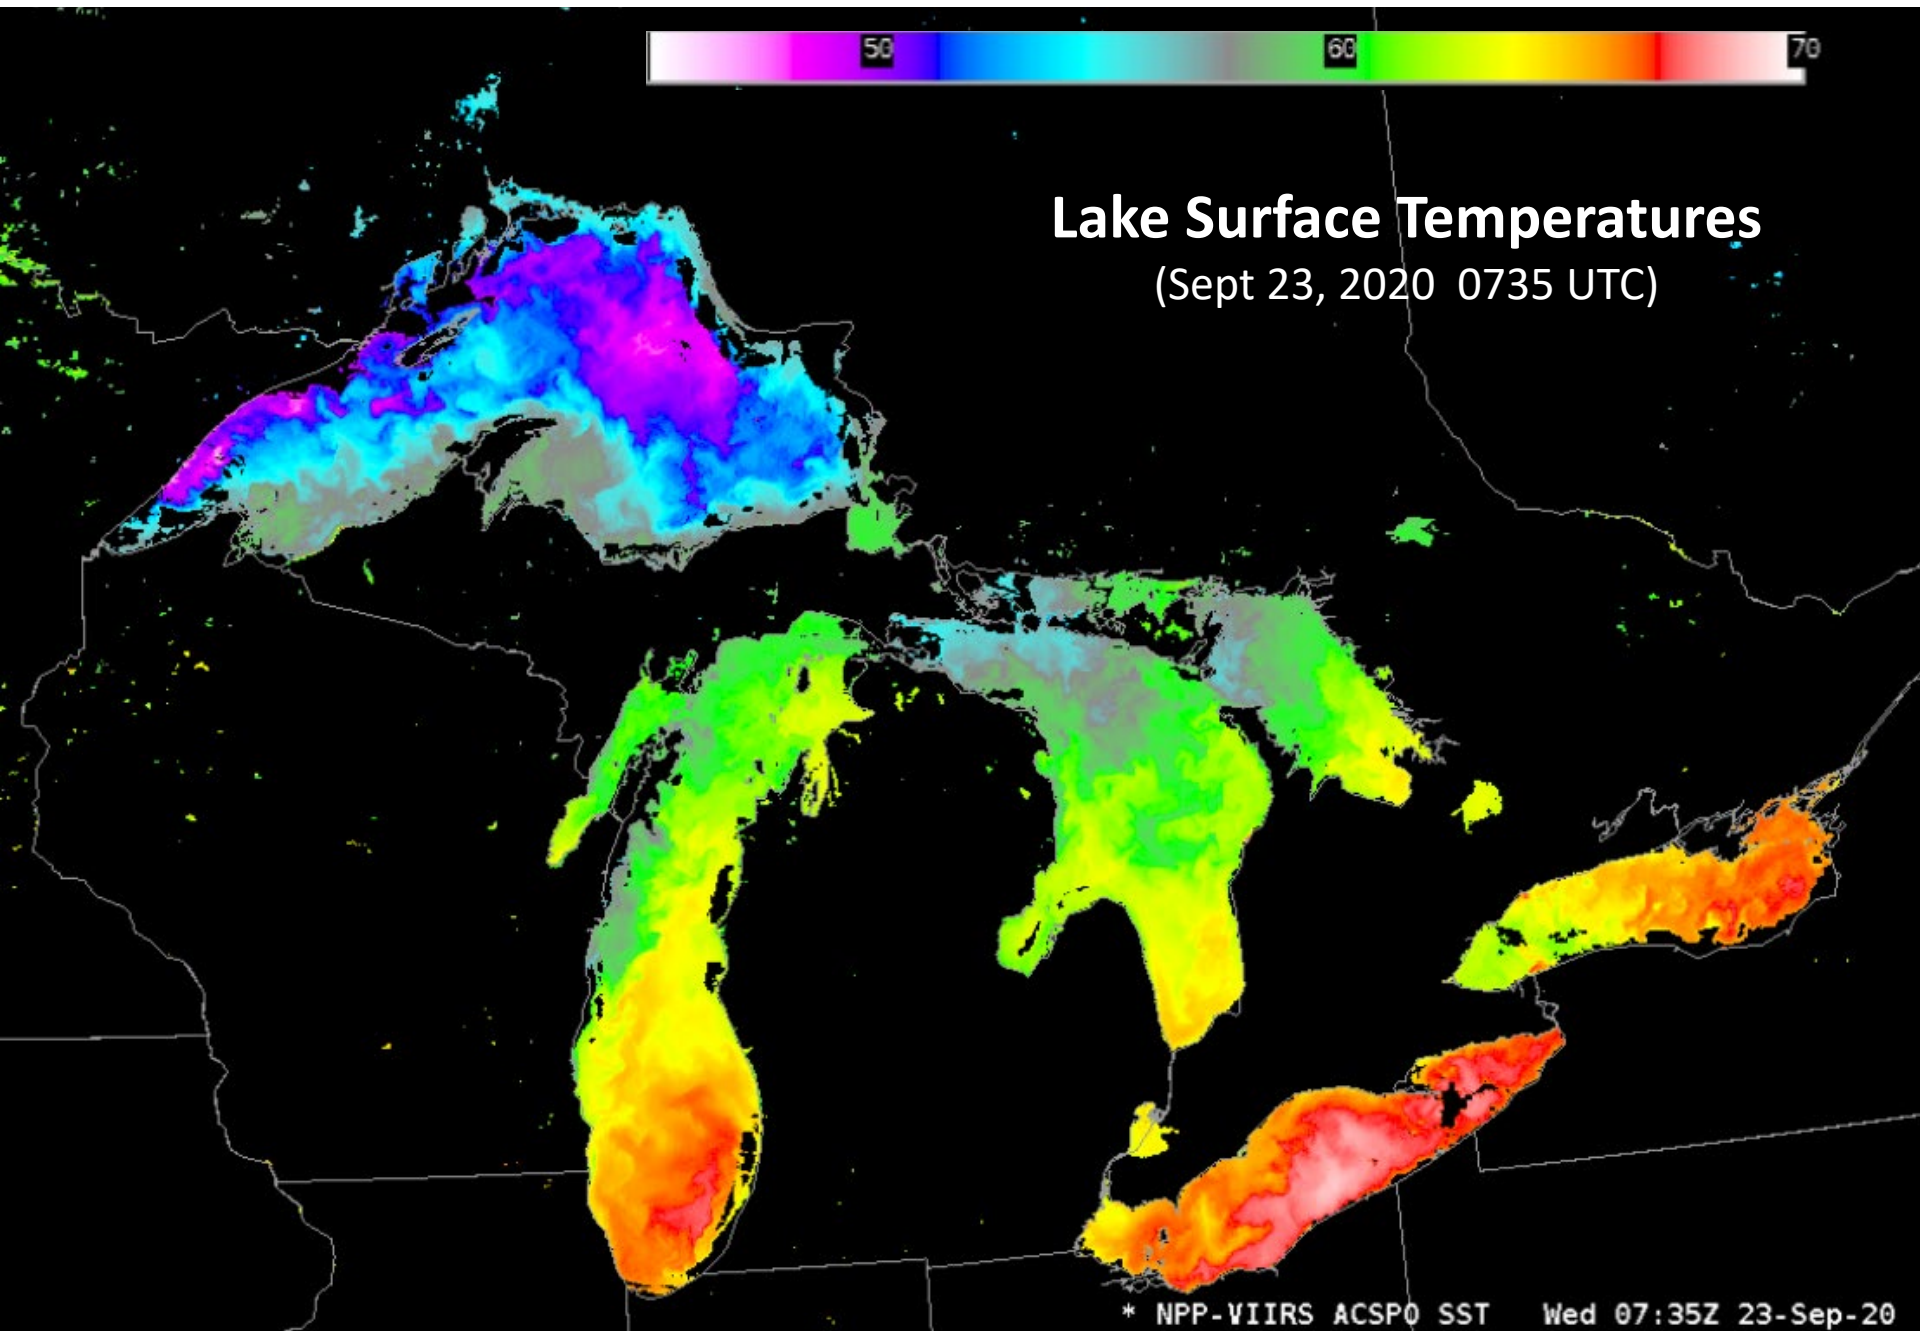 50 60 70
Lake Surface Temperatures
(Sept 23, 2020 0735 UTC)
* NPP-VIIRS ACSPO SST Wed 07:35Z 23-Sep-20